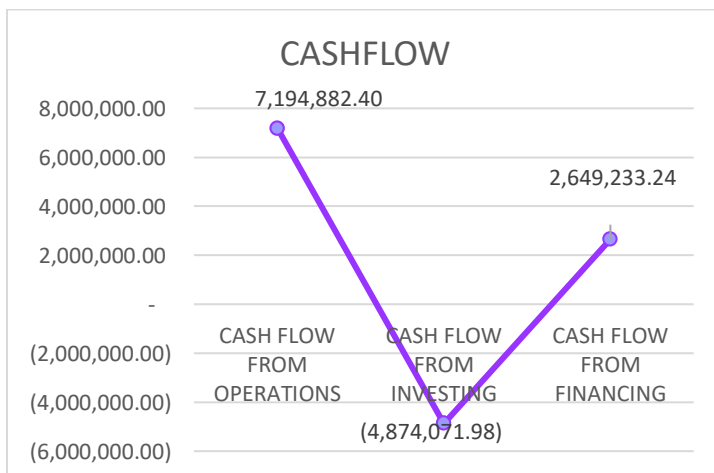 CASHFLOW
7,194,882.40
8,000,000.00
6,000,000.00
2,649,233.24
4,000,000.00
2,000,000.00
-
CASH FLOW FROM OPERATIONS
CASH FLOW FROM INVESTING
CASH FLOW FROM FINANCING
(2,000,000.00)
(4,000,000.00)
(4,874,071.98)
(6,000,000.00)